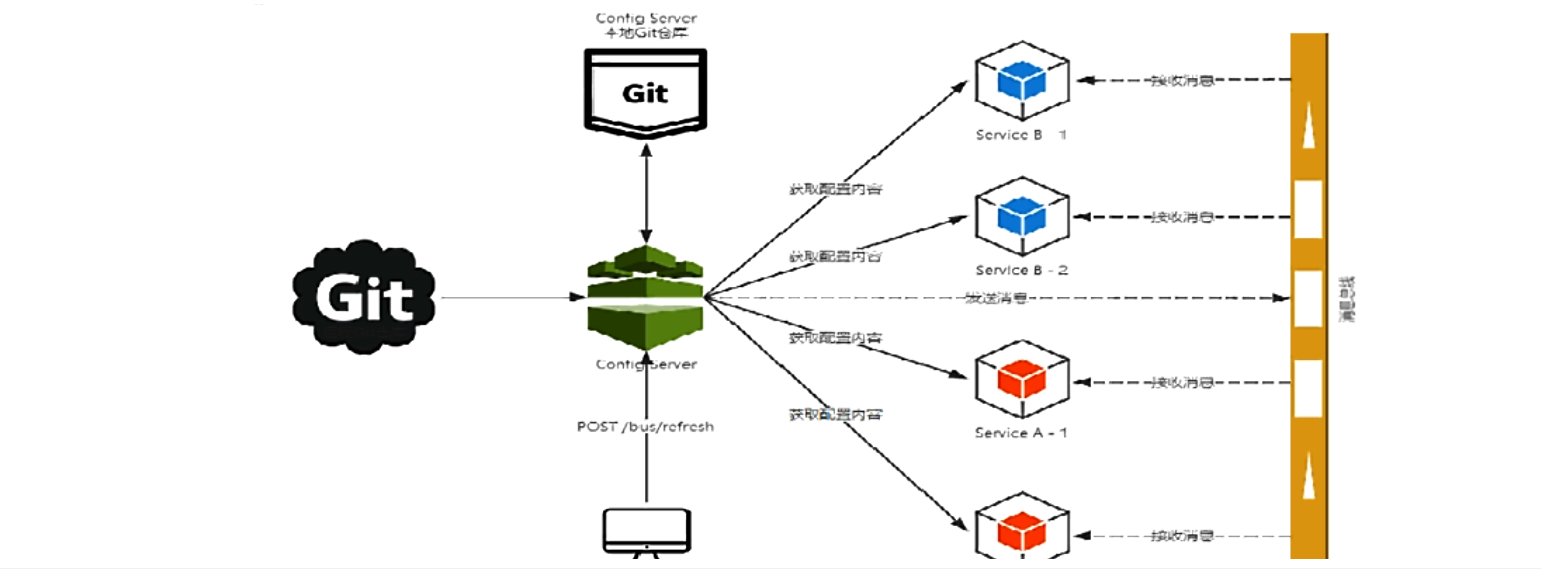 Config Server
本地Git仓库
Git
接收消息
Service B - 1
获取配置内容
接收消息
获取配置内容
Service B - 2
Git
发送消息
消息总线
获取配置内容
Config Server
接收消息
获取配置内容
POST /bus/refresh
Service A - 1
接收消息